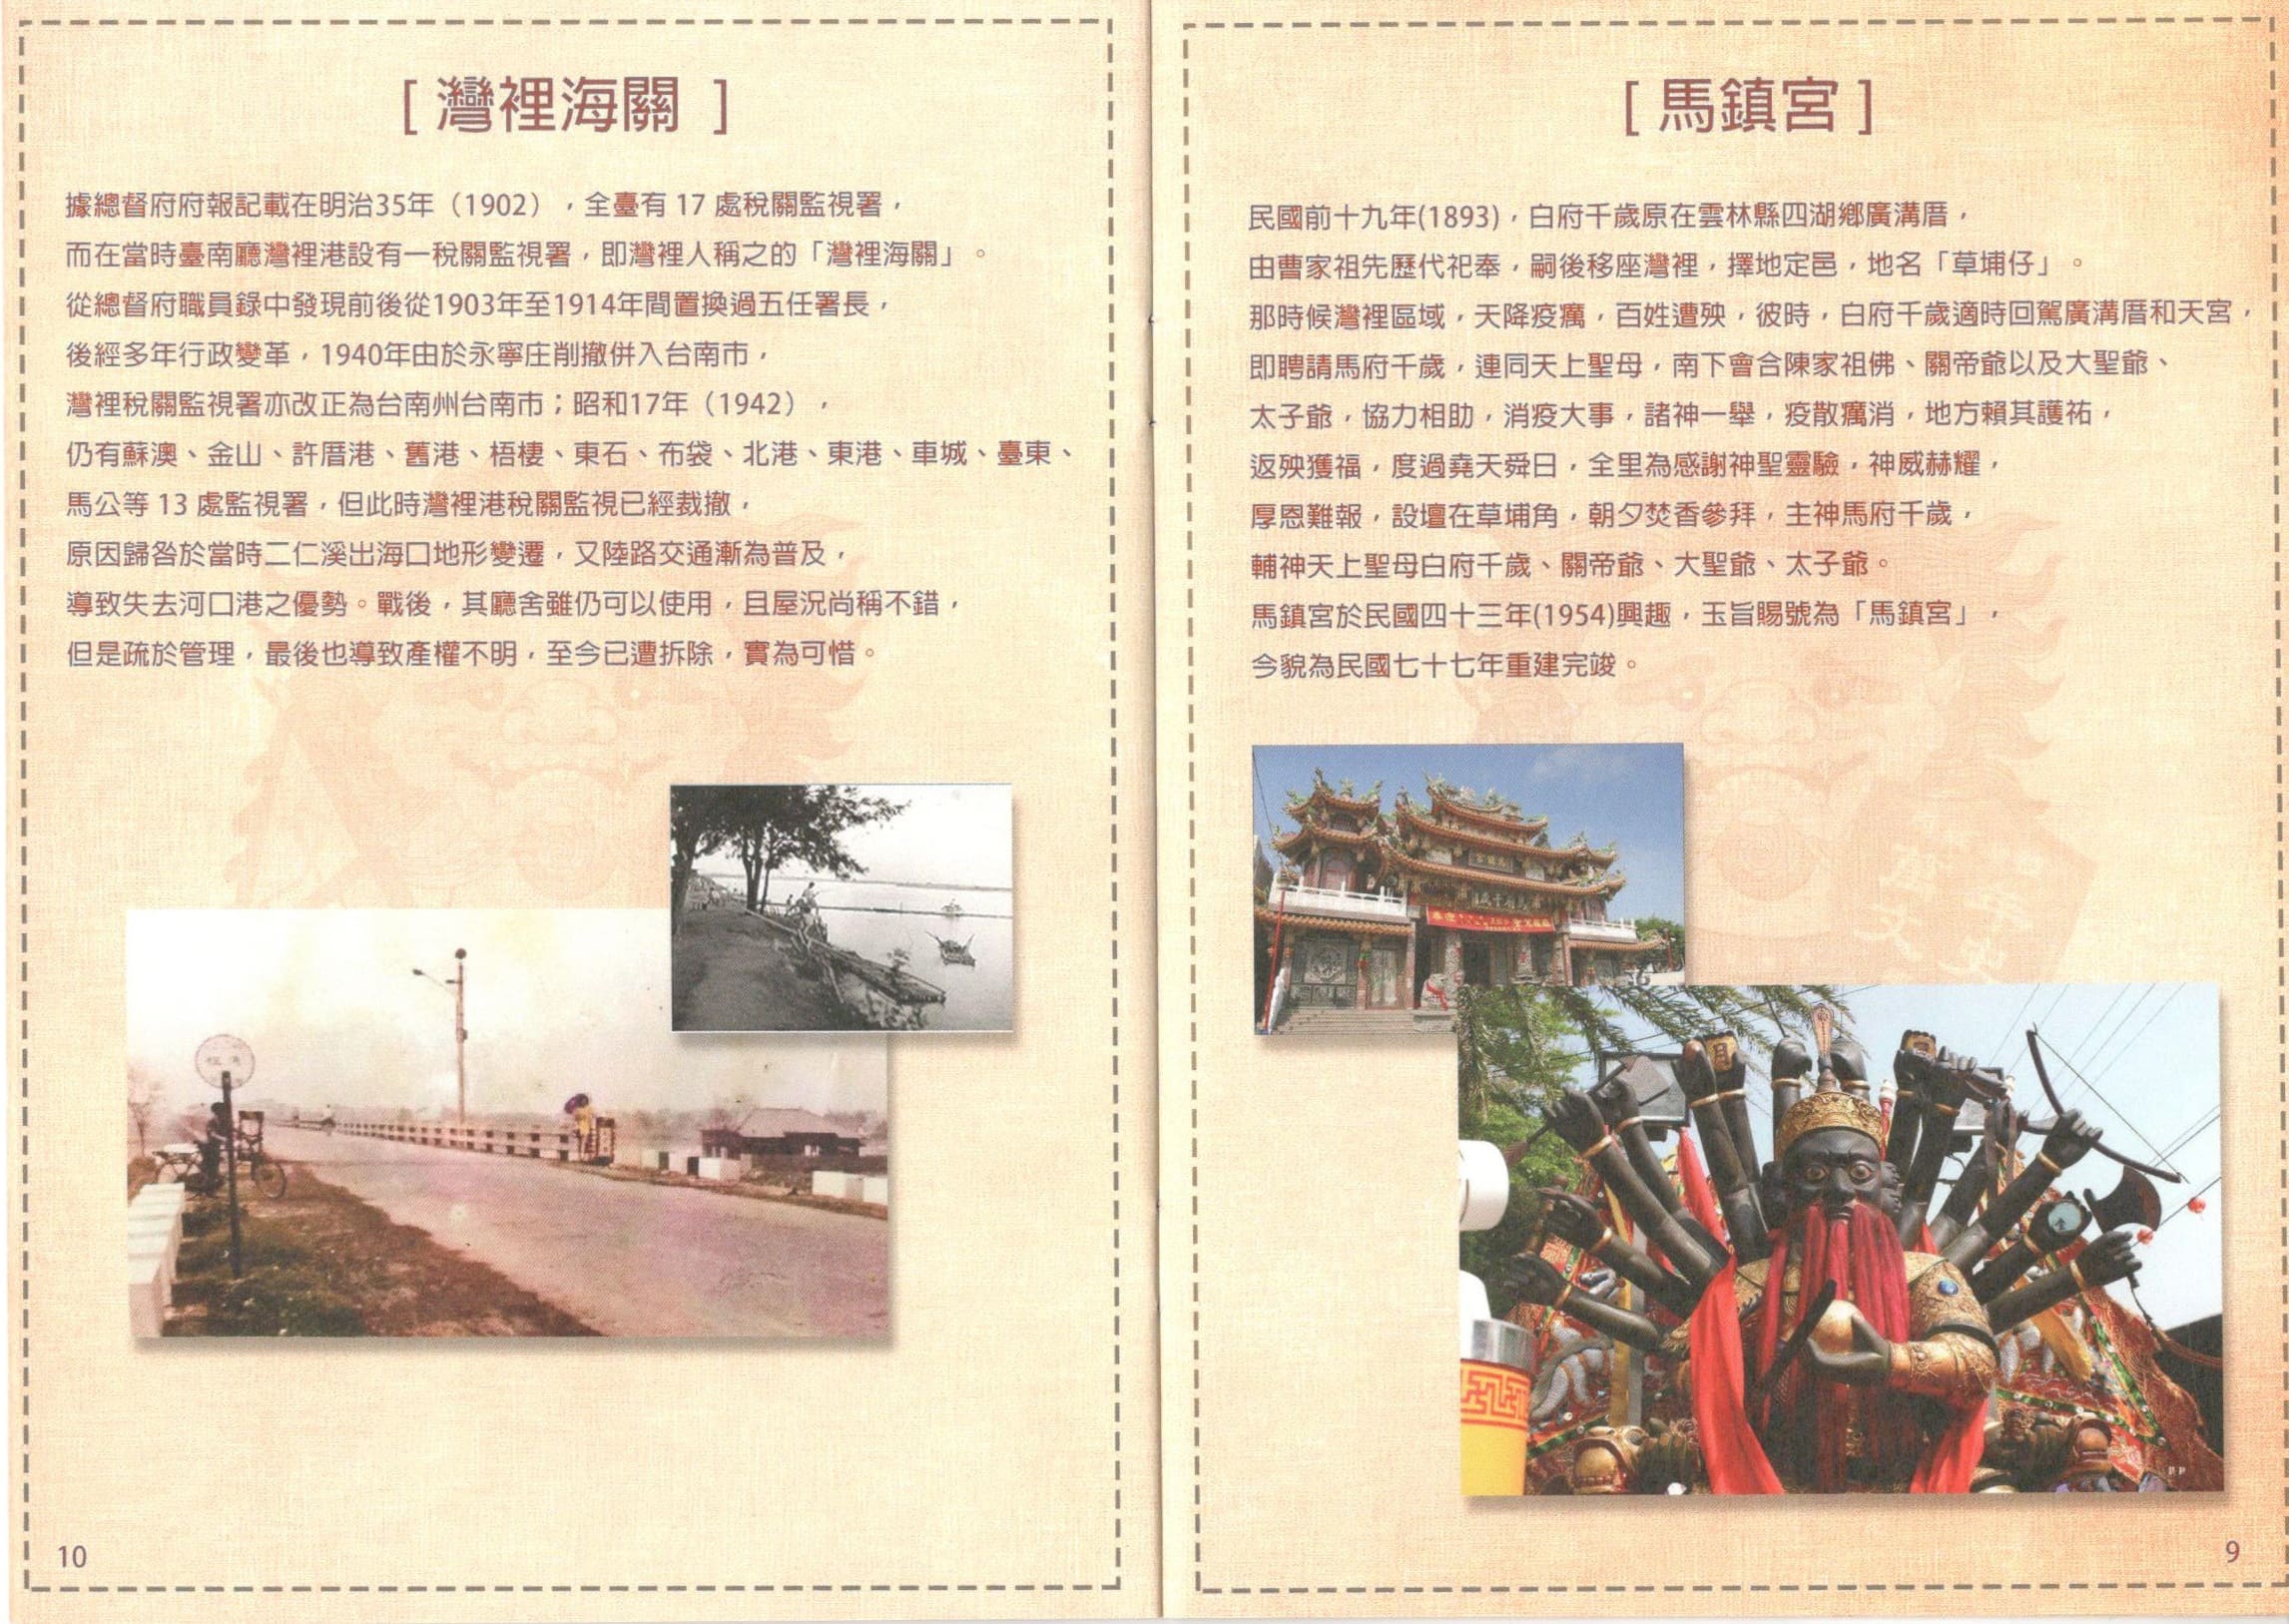 [ 灣裡海關 ]
據總督府府報記載在明治35年（1902），全臺有 17 處稅關監視署，
而在當時臺南廳灣裡港設有一稅關監視署，即灣裡人稱之的「灣裡海關」。
從總督府職員錄中發現前後從1903年至1914年間置換過五任署長，
後經多年行政變革，1940年由於永寧庄削撤併入台南市，
灣裡稅關監視署亦改正為台南州台南市；昭和17年（1942），
仍有蘇澳、金山、許厝港、舊港、梧棲、東石、布袋、北港、東港、車城、臺東、
馬公等 13 處監視署，但此時灣裡港稅關監視已經裁撤，
原因歸咎於當時二仁溪出海口地形變遷，又陸路交通漸為普及，
導致失去河口港之優勢。戰後，其廳舍雖仍可以使用，且屋況尚稱不錯，
但是疏於管理，最後也導致產權不明，至今已遭拆除，實為可惜。
10
[ 馬鎮宮 ]
民國前十九年(1893)，白府千歲原在雲林縣四湖鄉廣溝厝，
由曹家祖先歷代祀奉，嗣後移座灣裡，擇地定邑，地名「草埔仔」。
那時候灣裡區域，天降疫癘，百姓遭殃，彼時，白府千歲適時回駕廣溝厝和天宮，
即聘請馬府千歲，連同天上聖母，南下會合陳家祖佛、關帝爺以及大聖爺、
太子爺，協力相助，消疫大事，諸神一舉，疫散癘消，地方賴其護祐，
返殃獲福，度過堯天舜日，全里為感謝神聖靈驗，神威赫耀，
厚恩難報，設壇在草埔角，朝夕焚香參拜，主神馬府千歲，
輔神天上聖母白府千歲、關帝爺、大聖爺、太子爺。
馬鎮宮於民國四十三年(1954)興趣，玉旨賜號為「馬鎮宮」，
今貌為民國七十七年重建完竣。
月
9